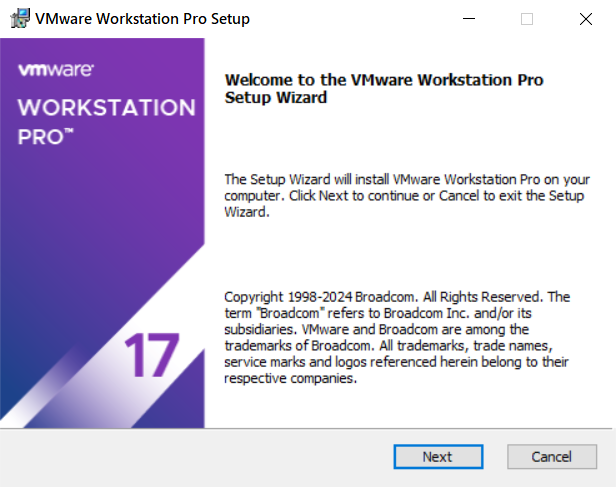 VMware Workstation Pro Setup
vmware®
WORKSTATION
PRO™
17
Welcome to the VMware Workstation Pro
Setup Wizard
The Setup Wizard will install VMware Workstation Pro on your
computer. Click Next to continue or Cancel to exit the Setup
Wizard.
Copyright 1998-2024 Broadcom. All Rights Reserved. The
term "Broadcom" refers to Broadcom Inc. and/or its
subsidiaries. VMware and Broadcom are among the
trademarks of Broadcom. All trademarks, trade names,
service marks and logos referenced herein belong to their
respective companies.
Next
Cancel